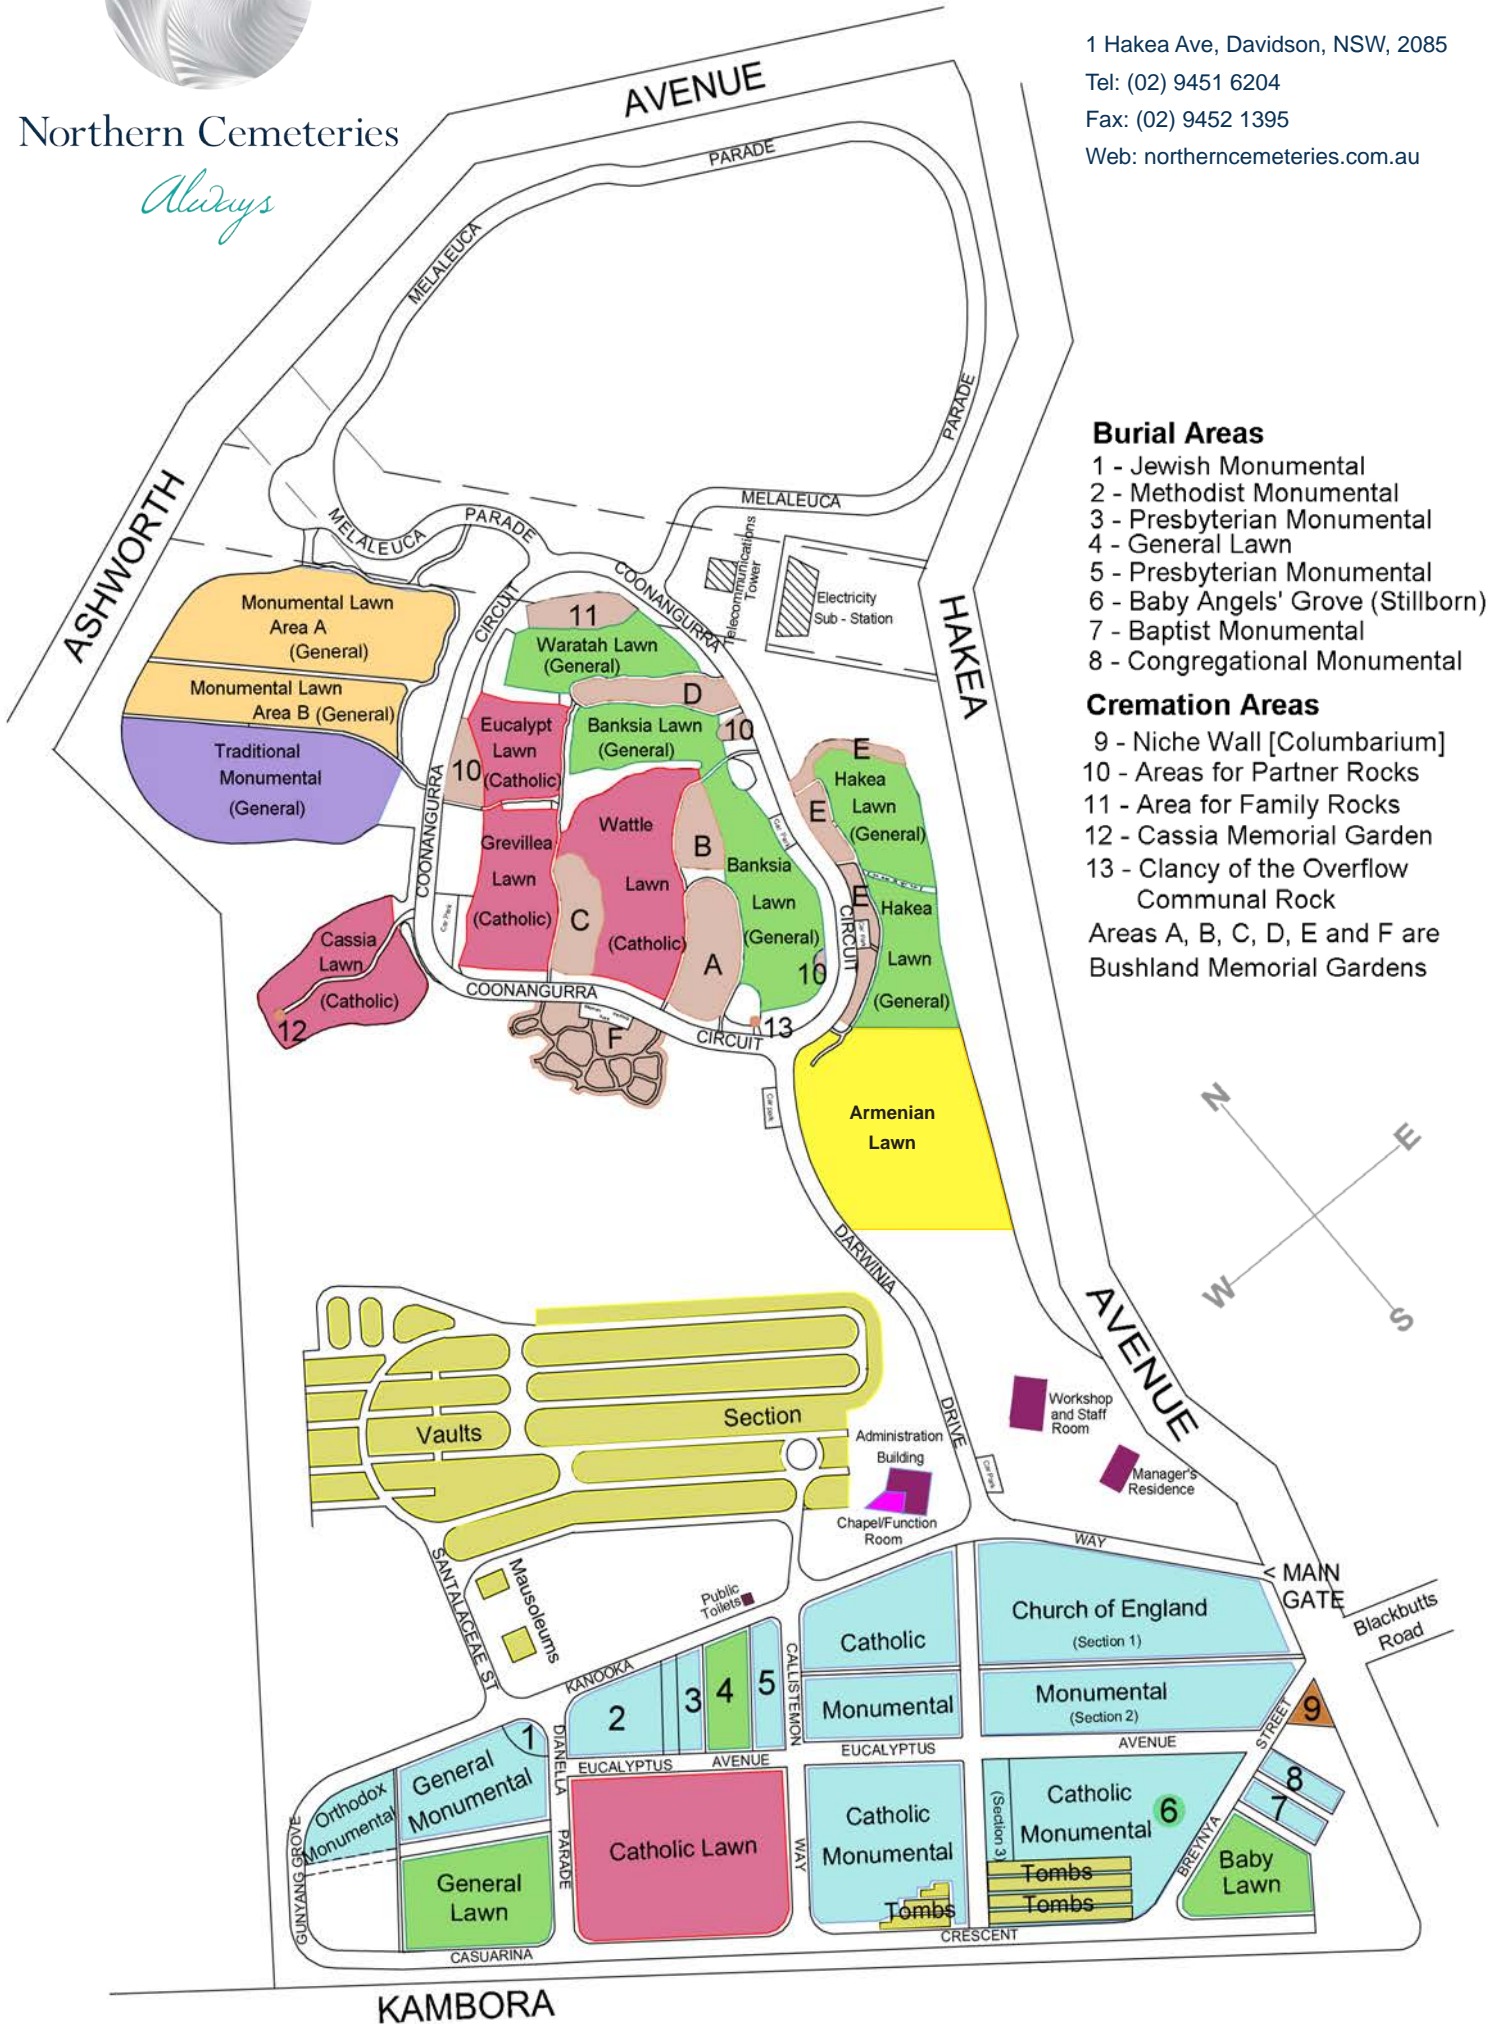 Northern Cemeteries
Always
1 Hakea Ave, Davidson, NSW, 2085
Tel: (02) 9451 6204
Fax: (02) 9452 1395
Web: northerncemeteries.com.au
AVENUE
PARADE
MELALEUCA
PARADE
MELALEUCA
ASHWORTH
MELALEUCA
PARADE
Telecommunications
Tower
Electricity
Sub - Station
HAKEA
Burial Areas
1 - Jewish Monumental
2 - Methodist Monumental
3 - Presbyterian Monumental
4 - General Lawn
5 - Presbyterian Monumental
6 - Baby Angels' Grove (Stillborn)
7 - Baptist Monumental
8 - Congregational Monumental
Cremation Areas
9 - Niche Wall [Columbarium]
10 - Areas for Partner Rocks
11 - Area for Family Rocks
12 - Cassia Memorial Garden
13 - Clancy of the Overflow
Communal Rock
Areas A, B, C, D, E and F are
Bushland Memorial Gardens
COONANGURRA
CIRCUIT
Monumental Lawn
Area A
(General)
Monumental Lawn
Area B (General)
Traditional
Monumental
(General)
11
Waratah Lawn
(General)
D
Eucalypt
Lawn
(Catholic)
Banksia Lawn
(General)
10
10
COONANGURRA
Grevillea
Lawn
(Catholic)
Wattle
Lawn
(Catholic)
B
C
A
Banksia
Lawn
(General)
10
Car Park
E
Hakea
Lawn
(General)
E
E
Hakea
Lawn
(General)
CIRCUIT
Car Park
Car Park
Cassia
Lawn
(Catholic)
12
COONANGURRA
CIRCUIT
13
F
Car park
Armenian
Lawn
N
E
W
S
DARWINIA
DRIVE
AVENUE
Vaults
Section
Administration
Building
Chapel/Function
Room
Workshop
and Staff
Room
Manager's
Residence
Car Park
WAY
< MAIN
GATE
Blackbutts
Road
SANTALACEAE ST
Mausoleums
Public
Toilets
KANOOKA
2
3
4
5
CALLISTEMON
Catholic
Monumental
Church of England
(Section 1)
Monumental
(Section 2)
9
STREET
1
DIANELLA
EUCALYPTUS
AVENUE
EUCALYPTUS
AVENUE
Orthodox
Monumental
General
Monumental
GUNYANG GROVE
General
Lawn
PARADE
Catholic Lawn
WAY
Catholic
Monumental
Tombs
(Section 3)
Catholic
Monumental
6
Tombs
Tombs
BREYNYA
8
7
Baby
Lawn
CASUARINA
CRESCENT
KAMBORA